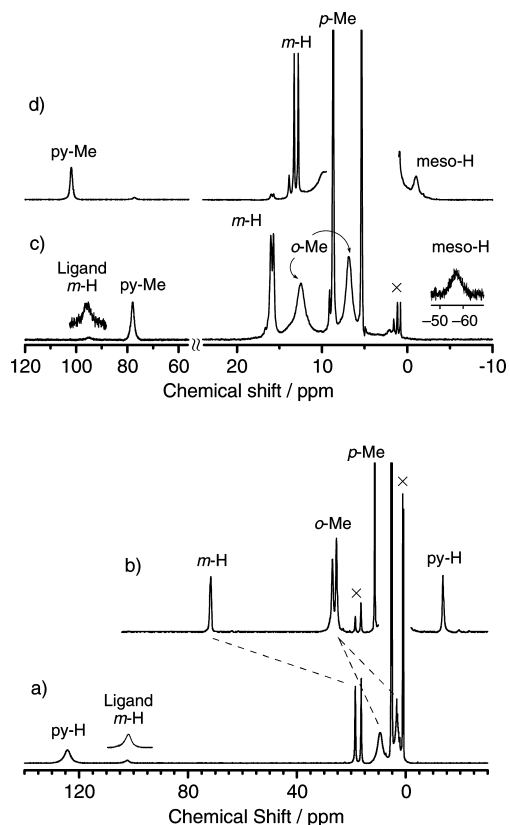 p-Me
m-H
d)
py-Me
meso-H
m-H
c)
o-Me
meso-H
Ligand
m-H
py-Me
×
–50 –60
120 100 80 60 20 10 0 -10
Chemical shift / ppm
p-Me
×
o-Me
b)
m-H
×
py-H
a)
Ligand
m-H
py-H
120 80 40 0
Chemical Shift / ppm